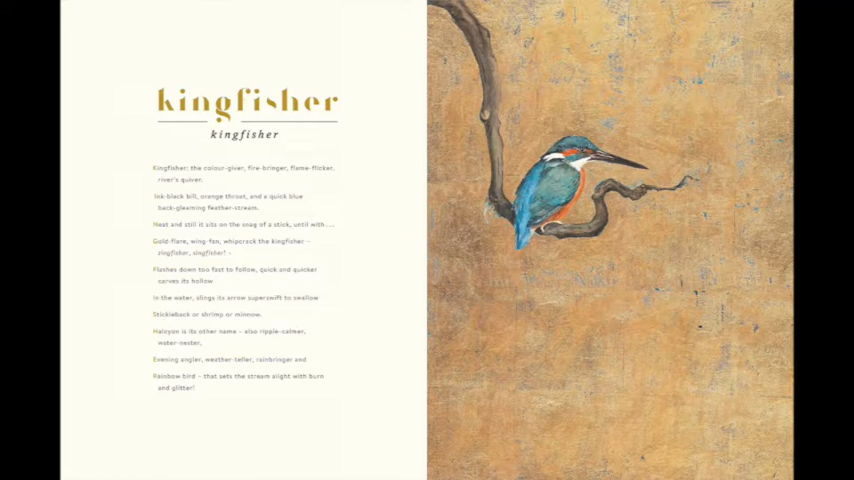 kingfisher
kingfisher
Kingfisher: the colour-giver, fire-bringer, flame-flicker,
river's quiver.
Ink-black bill, orange throat, and a quick blue
back-gleaming feather-stream.
Neat and still it sits on the snag of a stick, until with ...
Gold-flare, wing-fan, whipcrack the kingfisher –
zingfisher, singfisher! –
Flashes down too fast to follow, quick and quicker
carves its hollow
In the water, slings its arrow superswift to swallow
Stickleback or shrimp or minnow.
Halcyon is its other name – also ripple-calmer,
water-nester,
Evening angler, weather-teller, rainbringer and
Rainbow bird – that sets the stream alight with burn
and glitter!